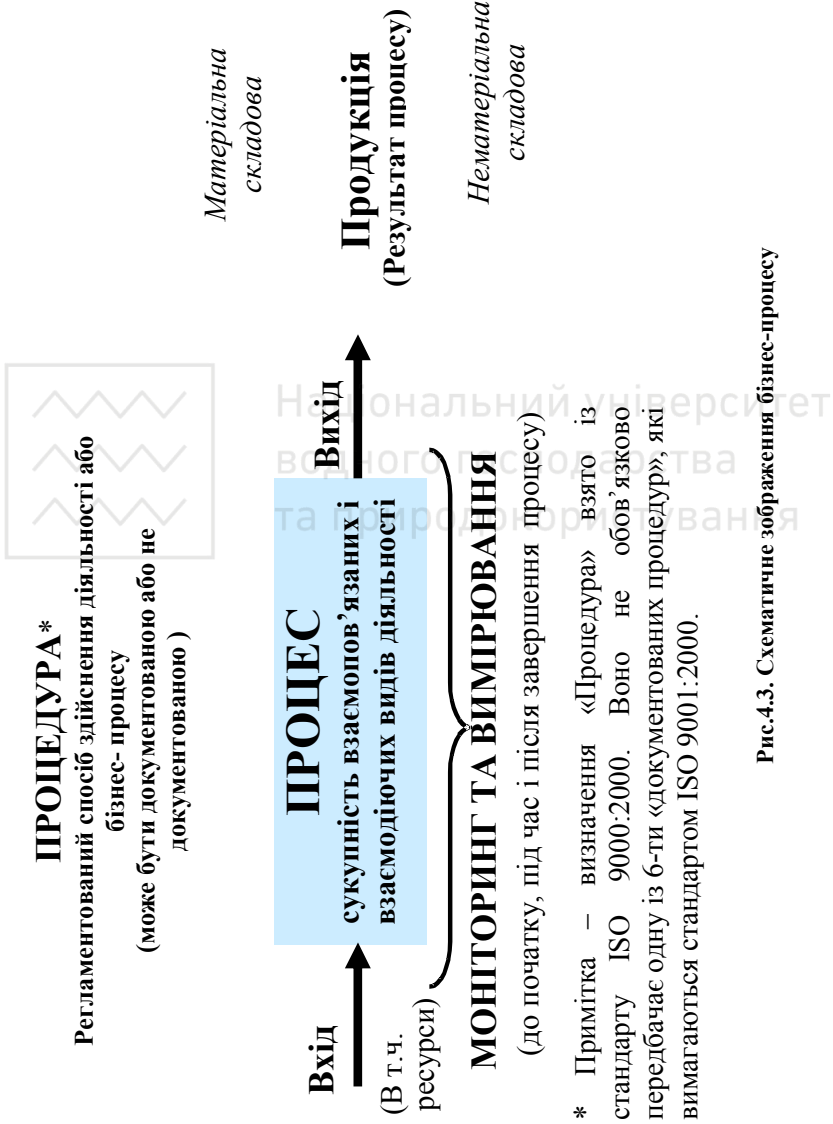 ПРОЦЕДУРА*
Регламентований спосіб здійснення діяльності або
бізнес- процесу
(може бути документованою або не
документованою )
Вхід
(В т.ч.
ресурси)
ПРОЦЕС
сукупність взаємопов’язаних і
взаємодіючих видів діяльності
Вихід
Матеріальна
складова
Продукція
(Результат процесу)
Нематеріальна
складова
МОНІТОРИНГ ТА ВИМІРЮВАННЯ
(до початку, під час і після завершення процесу)
* Примітка – визначення «Процедура» взято із
стандарту ISO 9000:2000. Воно не обов’язково
передбачає одну із 6-ти «документованих процедур», які
вимагаються стандартом ISO 9001:2000.
Рис.4.3. Схематичне зображення бізнес-процесу
Національний університет
водного господарства
та природокористування